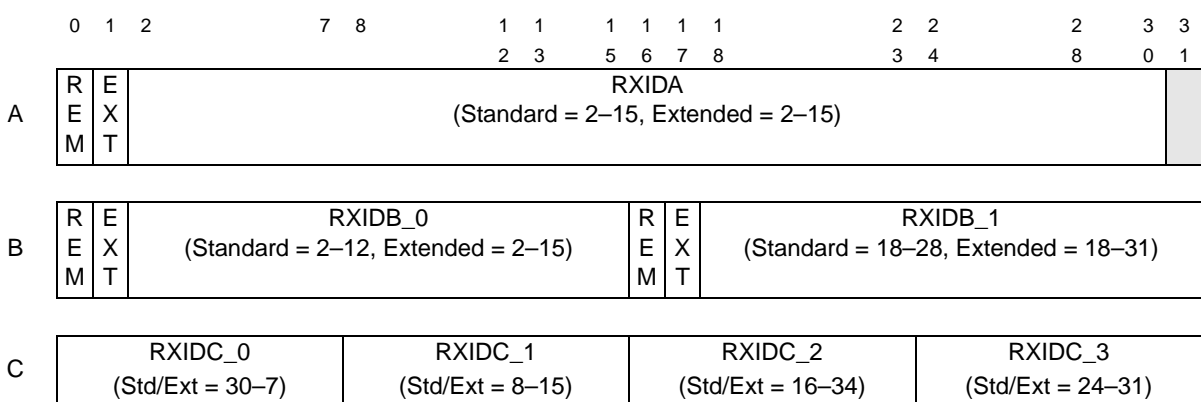 0 1 2 7 8 1 1 1 1 1 1 2 2 2 3 3
2 3 5 6 7 8 3 4 8 0 1
A
R E M
E X T
RXIDA
(Standard = 2–15, Extended = 2–15)
B
R E M
E X T
RXIDB_0
(Standard = 2–12, Extended = 2–15)
R E M
E X T
RXIDB_1
(Standard = 18–28, Extended = 18–31)
C
RXIDC_0
(Std/Ext = 30–7)
RXIDC_1
(Std/Ext = 8–15)
RXIDC_2
(Std/Ext = 16–34)
RXIDC_3
(Std/Ext = 24–31)